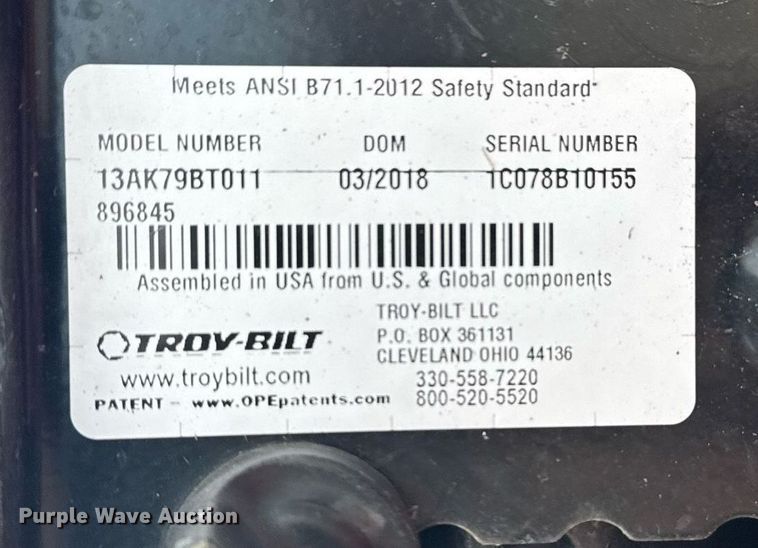 Meets ANSI B71.1-2012 Safety Standard
MODEL NUMBER DOM SERIAL NUMBER
13AK79BT011 03/2018 1C078B10155
896845
Assembled in USA from U.S. & Global components
TROY-BILT
www.troybilt.com
PATENT - www.OPEpatents.com
TROY-BILT LLC
P.O. BOX 361131
CLEVELAND OHIO 44136
330-558-7220
800-520-5520
Purple Wave Auction